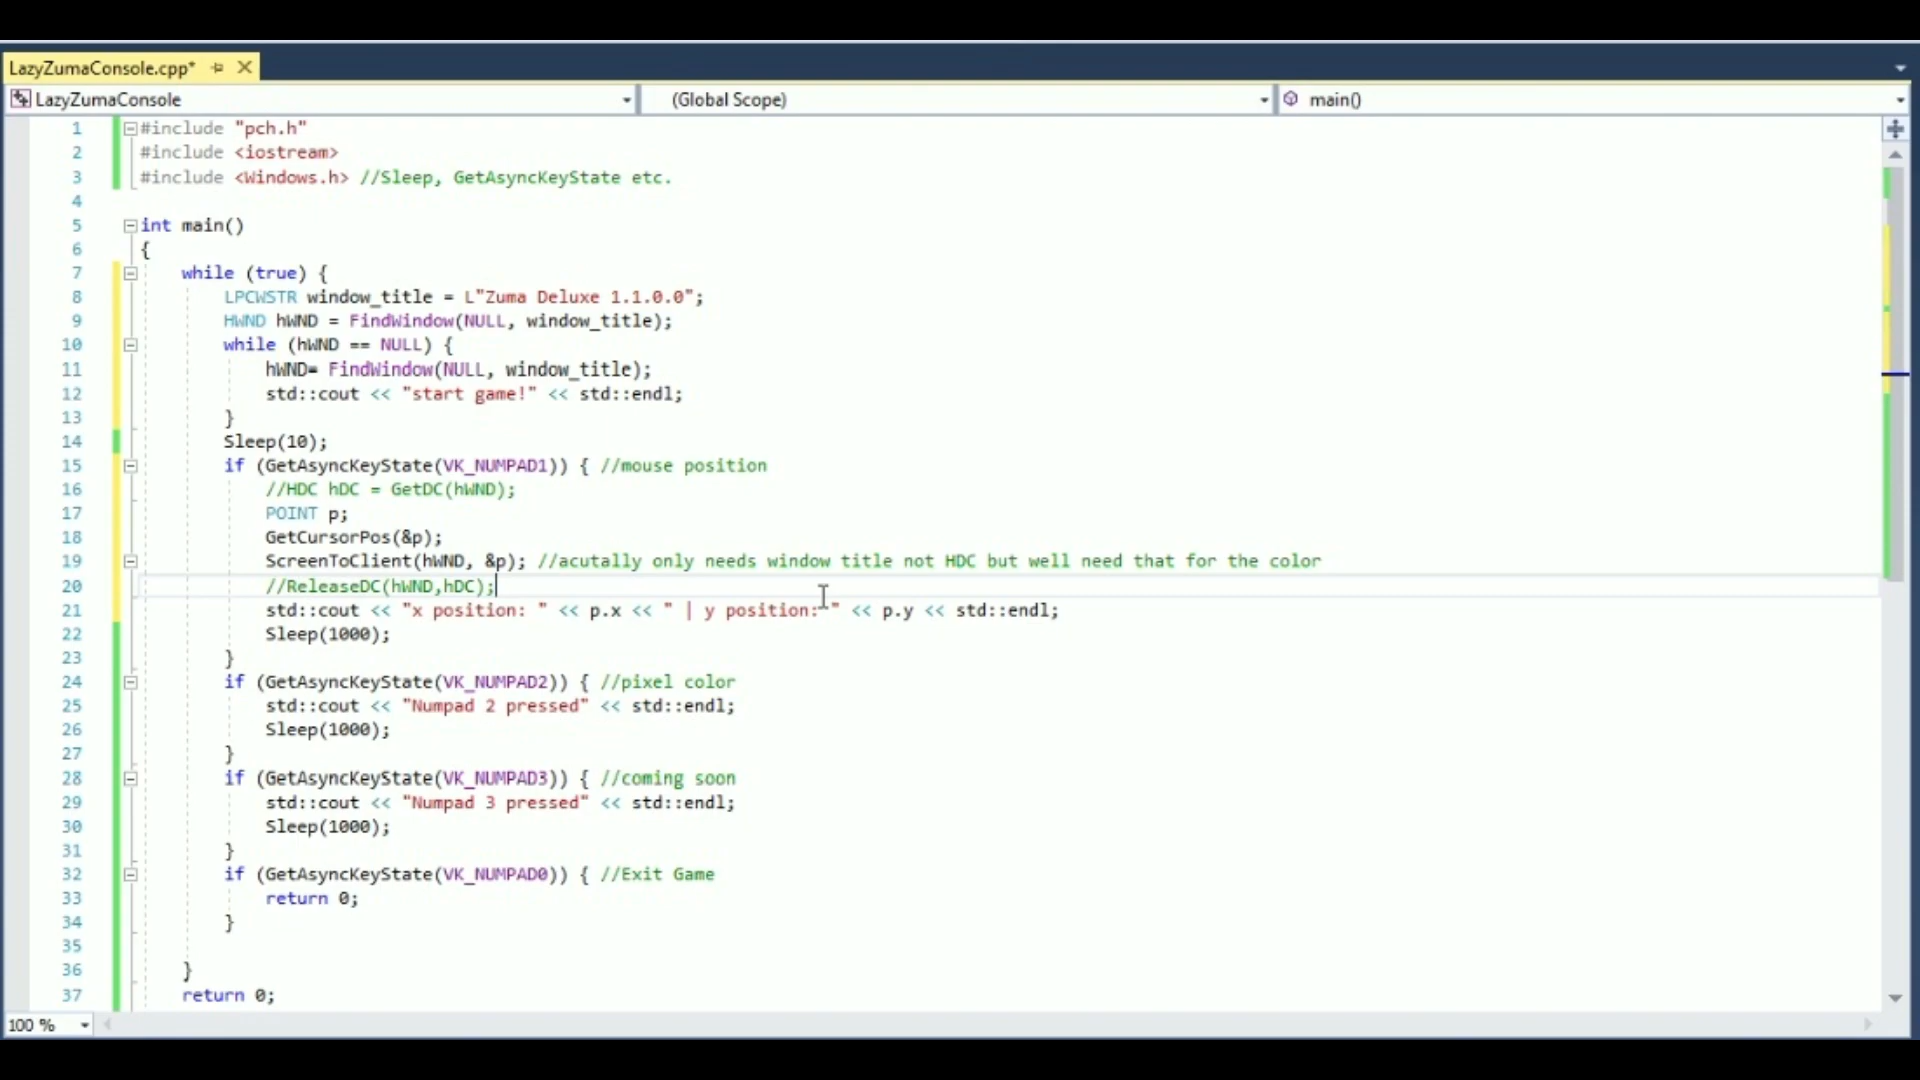 LazyZumaConsole.cpp*
LazyZumaConsole (Global Scope) main()
1 #include "pch.h"
2 #include <iostream>
3 #include <Windows.h> //Sleep, GetAsyncKeyState etc.
4
5 int main()
6 {
7 while (true) {
8 LPCWSTR window_title = L"Zuma Deluxe 1.1.0.0";
9 HWND hWND = FindWindow(NULL, window_title);
10 while (hWND == NULL) {
11 hWND= FindWindow(NULL, window_title);
12 std::cout << "start game!" << std::endl;
13 }
14 Sleep(10);
15 if (GetAsyncKeyState(VK_NUMPAD1)) { //mouse position
16 //HDC hDC = GetDC(hWND);
17 POINT p;
18 GetCursorPos(&p);
19 ScreenToClient(hWND, &p); //acutally only needs window title not HDC but well need that for the color
20 //ReleaseDC(hWND,hDC);
21 std::cout << "x position: " << p.x << " | y position: " << p.y << std::endl;
22 Sleep(1000);
23 }
24 if (GetAsyncKeyState(VK_NUMPAD2)) { //pixel color
25 std::cout << "Numpad 2 pressed" << std::endl;
26 Sleep(1000);
27 }
28 if (GetAsyncKeyState(VK_NUMPAD3)) { //coming soon
29 std::cout << "Numpad 3 pressed" << std::endl;
30 Sleep(1000);
31 }
32 if (GetAsyncKeyState(VK_NUMPAD0)) { //Exit Game
33 return 0;
34 }
35
36 }
37 return 0;
100 %